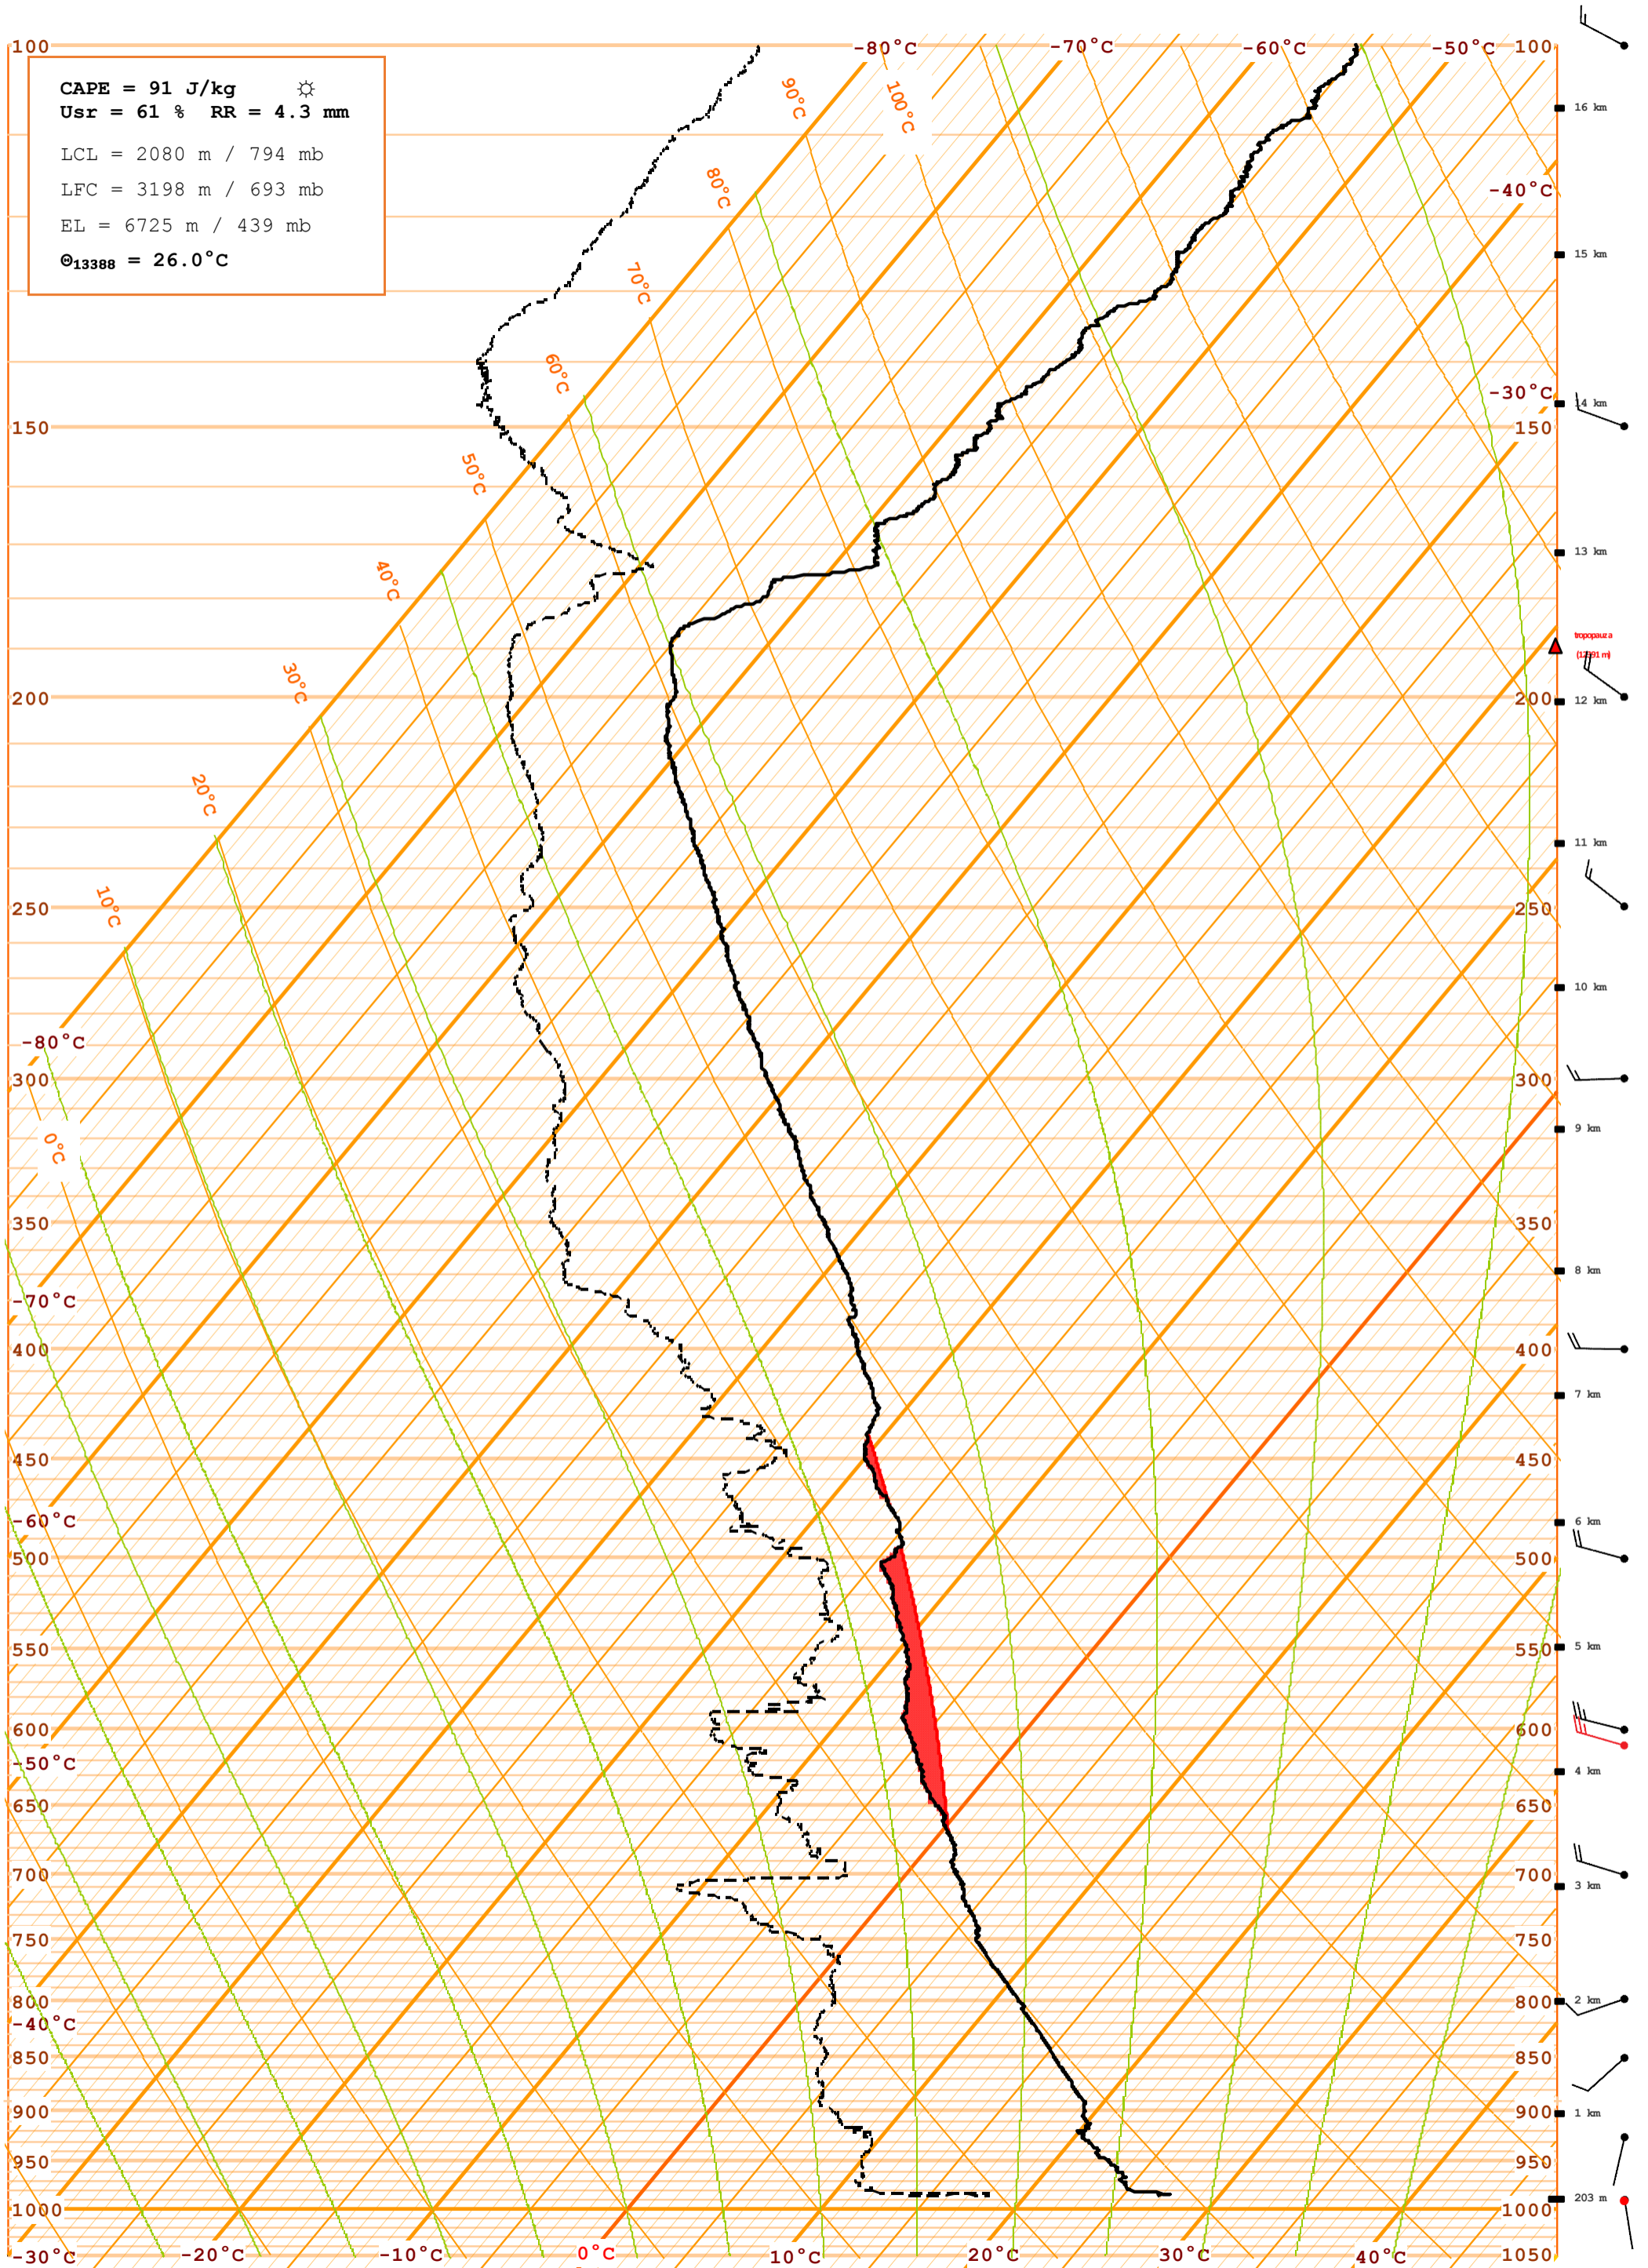 -80°C -70°C -60°C -50°C
100 100
CAPE = 91 J/kg ☼
Usr = 61 % RR = 4.3 mm
LCL = 2080 m / 794 mb
LFC = 3198 m / 693 mb
EL = 6725 m / 439 mb
Θ13388 = 26.0°C
90°C
100°C
16 km
80°C
-40°C
15 km
70°C
60°C
-30°C
14 km
150 150
50°C
13 km
40°C
tropopauza
30°C
200 200
12 km
20°C
11 km
10°C
250 250
10 km
-80°C
300 300
9 km
0°C
350 350
8 km
-70°C
400 400
7 km
450 450
-60°C
6 km
500 500
550 550
5 km
600 600
-50°C
4 km
650 650
700 700
3 km
750 750
800 800
2 km
-40°C
850 850
900 900
1 km
950 950
203 m
1000 1000
-30°C -20°C -10°C 0°C 10°C 20°C 30°C 40°C 1050